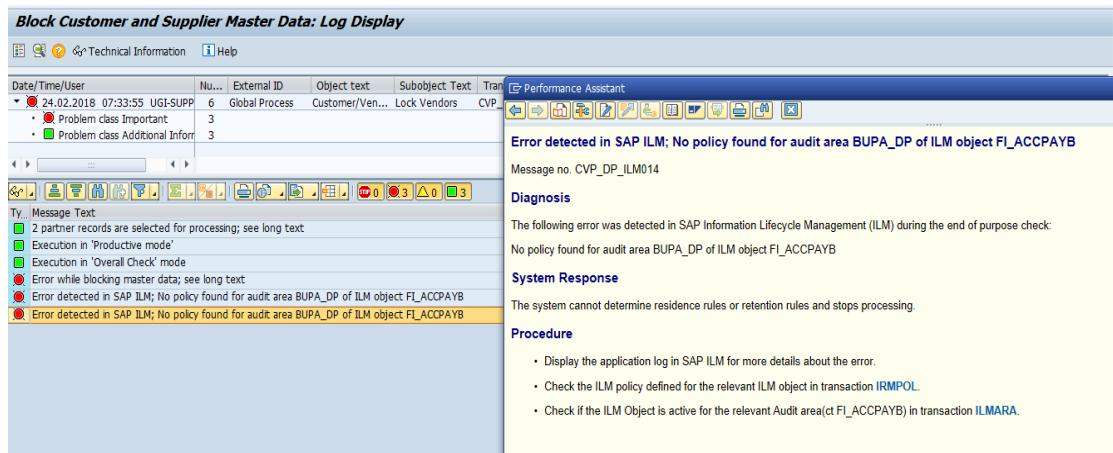 Block Customer and Supplier Master Data: Log Display
Technical Information Help
Date/Time/User Nu... External ID Object text Subobject Text Tran
24.02.2018 07:33:55 UGI-SUPP 6 Global Process Customer/Ven... Lock Vendors CVP_
Problem class Important 3
Problem class Additional Inforr 3
0 3 0 3
Ty... Message Text
2 partner records are selected for processing; see long text
Execution in 'Productive mode'
Execution in 'Overall Check' mode
Error while blocking master data; see long text
Error detected in SAP ILM; No policy found for audit area BUPA_DP of ILM object FI_ACCPAYB
Error detected in SAP ILM; No policy found for audit area BUPA_DP of ILM object FI_ACCPAYB
Performance Assistant
Error detected in SAP ILM; No policy found for audit area BUPA_DP of ILM object FI_ACCPAYB
Message no. CVP_DP_ILM014
Diagnosis
The following error was detected in SAP Information Lifecycle Management (ILM) during the end of purpose check:
No policy found for audit area BUPA_DP of ILM object FI_ACCPAYB
System Response
The system cannot determine residence rules or retention rules and stops processing.
Procedure
• Display the application log in SAP ILM for more details about the error.
• Check the ILM policy defined for the relevant ILM object in transaction IRMPOL.
• Check if the ILM Object is active for the relevant Audit area(ct FI_ACCPAYB) in transaction ILMARA.